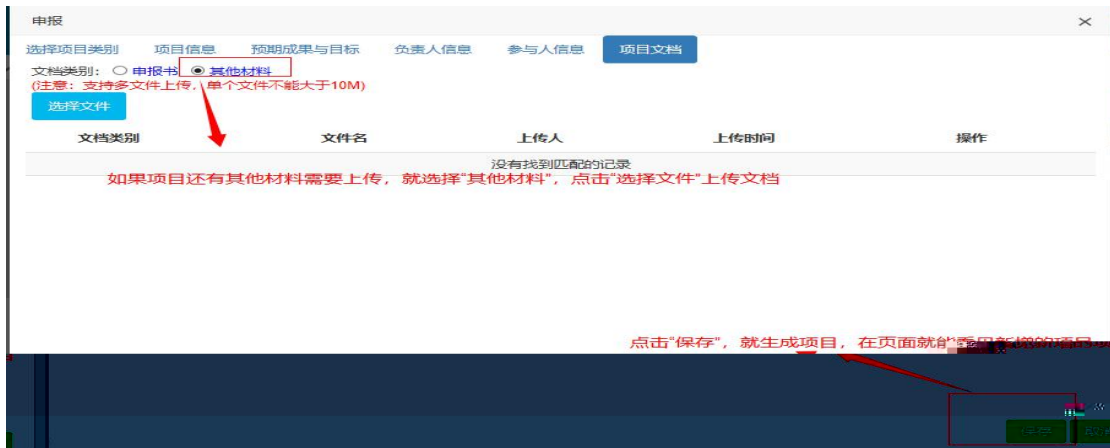 申报 ×
选择项目类别 项目信息 预期成果与目标 负责人信息 参与人信息 项目文档
文档类别: 申报书 其他材料
(注意:支持多文件上传,单个文件不能大于10M)
选择文件
文档类别 文件名 上传人 上传时间 操作
没有找到匹配的记录
如果项目还有其他材料需要上传,就选择"其他材料",点击"选择文件"上传文档
点击"保存",就生成项目,在页面就能看见新增的项目